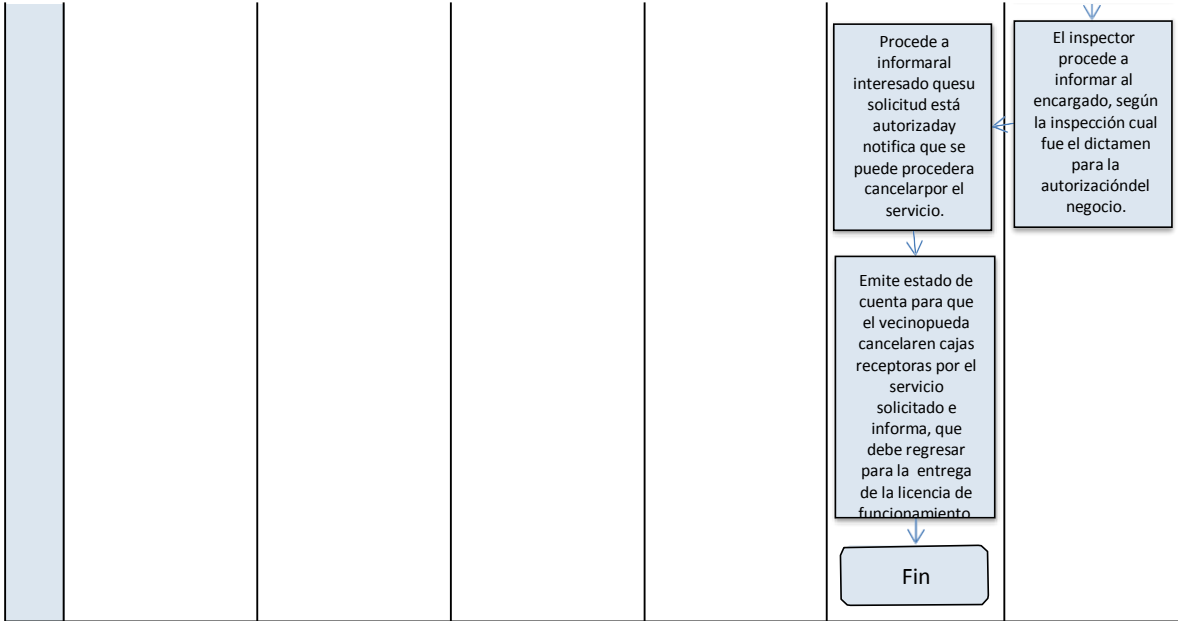 Procede a
informaral
interesado quesu
solicitud está
autorizaday
notifica que se
puede procedera
cancelarpor el
servicio.
El inspector
procede a
informar al
encargado, según
la inspección cual
fue el dictamen
para la
autorizacióndel
negocio.
Emite estado de
cuenta para que
el vecinopueda
cancelaren cajas
receptoras por el
servicio
solicitado e
informa, que
debe regresar
para la entrega
de la licencia de
funcionamiento
Fin